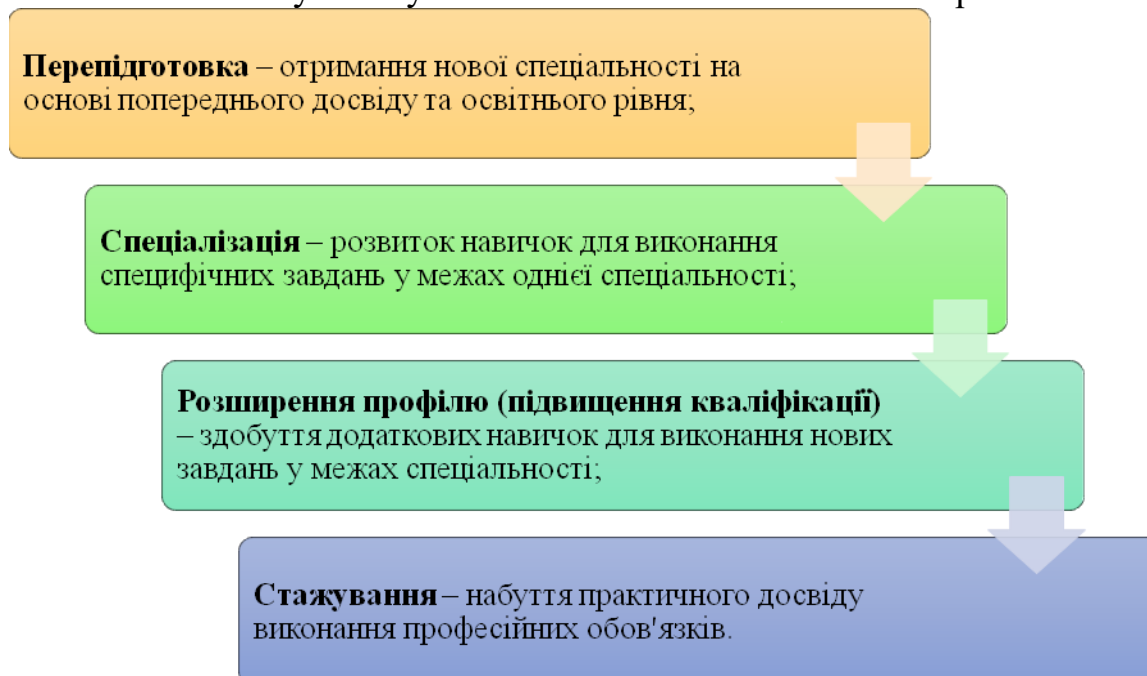 Перепідготовка – отримання нової спеціальності на
основі попереднього досвіду та освітнього рівня;
Спеціалізація – розвиток навичок для виконання
специфічних завдань у межах однієї спеціальності;
Розширення профілю (підвищення кваліфікації)
– здобуття додаткових навичок для виконання нових
завдань у межах спеціальності;
Стажування – набуття практичного досвіду
виконання професійних обов'язків.